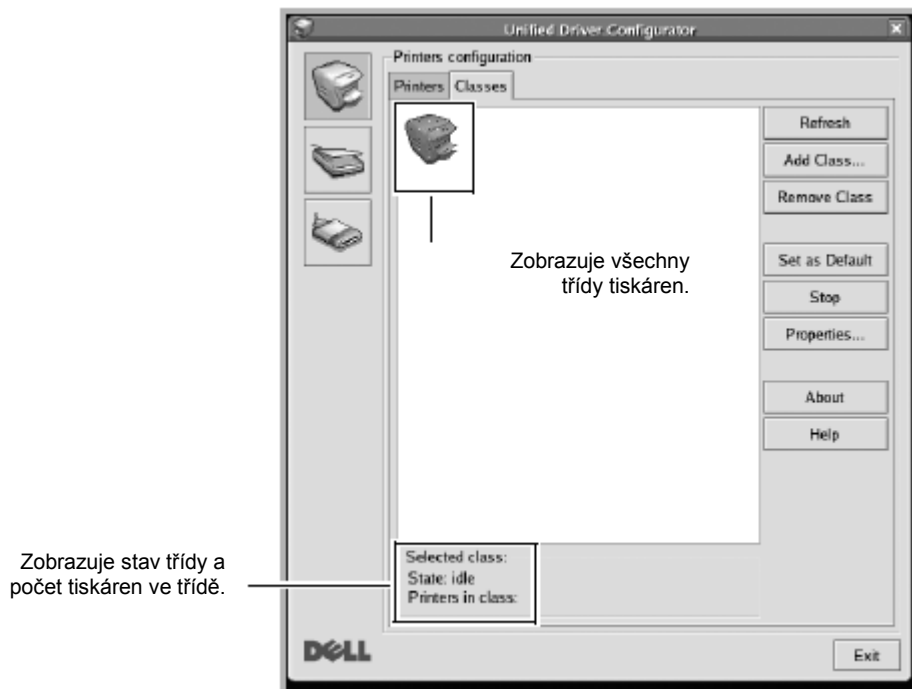 Unified Driver Configurator
Printers configuration
Printers Classes
Refresh
Add Class...
Remove Class
Zobrazuje všechny
třídy tiskáren.
Set as Default
Stop
Properties...
About
Help
Zobrazuje stav třídy a
počet tiskáren ve třídě.
Selected class:
State: idle
Printers in class:
DELL
Exit